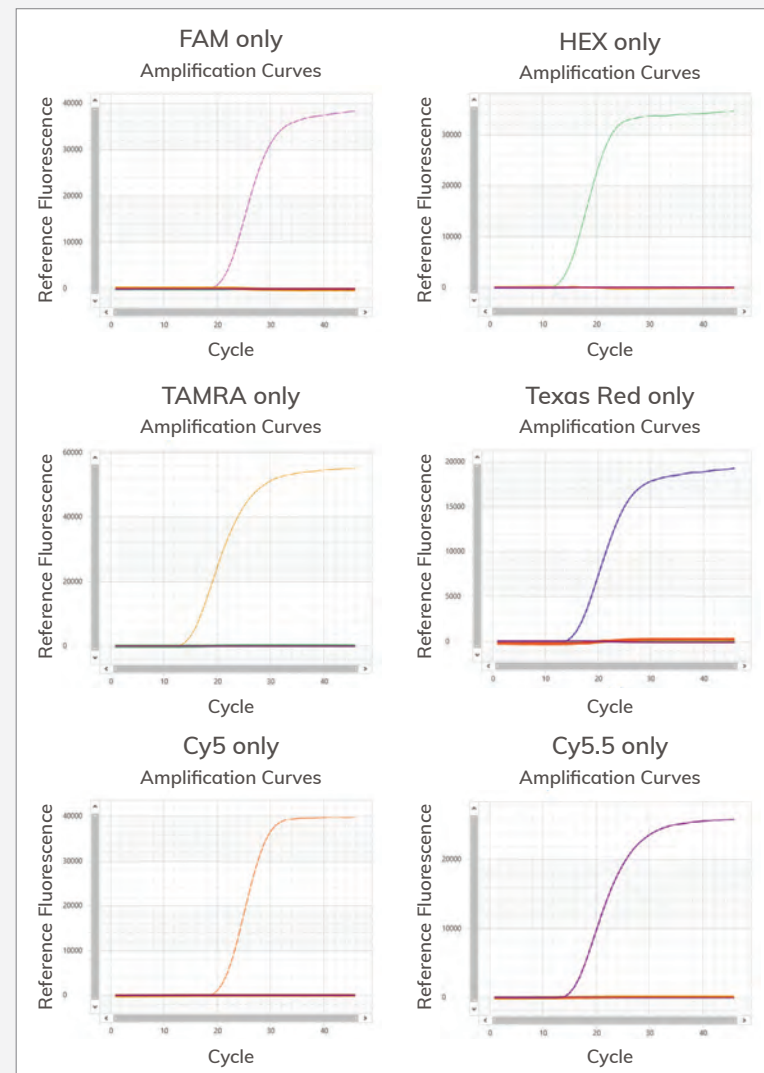 FAM only
Amplification Curves
Reference Fluorescence
40000
30000
20000
10000
0
0 10 20 30 40
Cycle
HEX only
Amplification Curves
Reference Fluorescence
30000
20000
10000
0
0 10 20 30 40
Cycle
TAMRA only
Amplification Curves
Reference Fluorescence
60000
40000
20000
0
0 10 20 30 40
Cycle
Texas Red only
Amplification Curves
Reference Fluorescence
20000
15000
10000
5000
0
0 10 20 30 40
Cycle
Cy5 only
Amplification Curves
Reference Fluorescence
40000
30000
20000
10000
0
0 10 20 30 40
Cycle
Cy5.5 only
Amplification Curves
Reference Fluorescence
20000
10000
0
0 10 20 30 40
Cycle